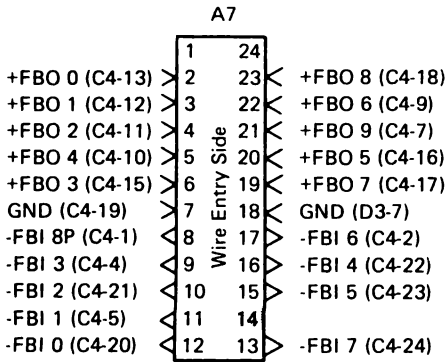 A7
1 24
+FBO 0 (C4-13) 2 23 +FBO 8 (C4-18)
+FBO 1 (C4-12) 3 22 +FBO 6 (C4-9)
+FBO 2 (C4-11) 4 21 +FBO 9 (C4-7)
+FBO 4 (C4-10) 5 20 +FBO 5 (C4-16)
+FBO 3 (C4-15) 6 19 +FBO 7 (C4-17)
GND (C4-19) 7 18 GND (D3-7)
-FBI 8P (C4-1) 8 17 -FBI 6 (C4-2)
-FBI 3 (C4-4) 9 16 -FBI 4 (C4-22)
-FBI 2 (C4-21) 10 15 -FBI 5 (C4-23)
-FBI 1 (C4-5) 11 14
-FBI 0 (C4-20) 12 13 -FBI 7 (C4-24)
Wire Entry Side